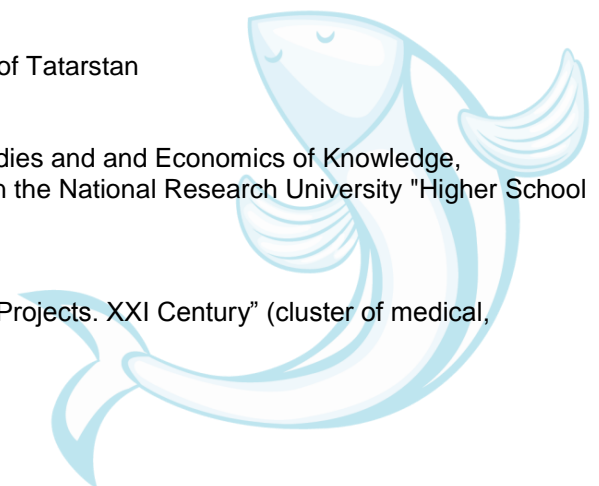 of Tatarstan
dies and and Economics of Knowledge,
n the National Research University "Higher School
Projects. XXI Century” (cluster of medical,